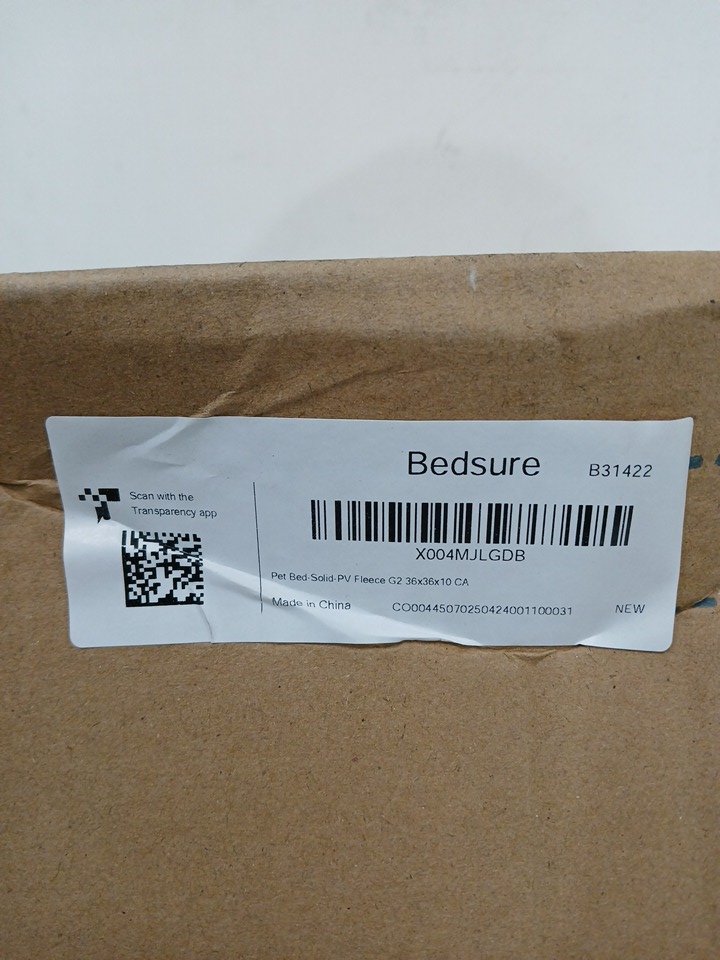 Bedsure
B31422
Scan with the
Transparency app
X004MJLGDB
Pet Bed-Solid-PV Fleece G2 36x36x10 CA
Made in China
CO00445070250424001100031
NEW